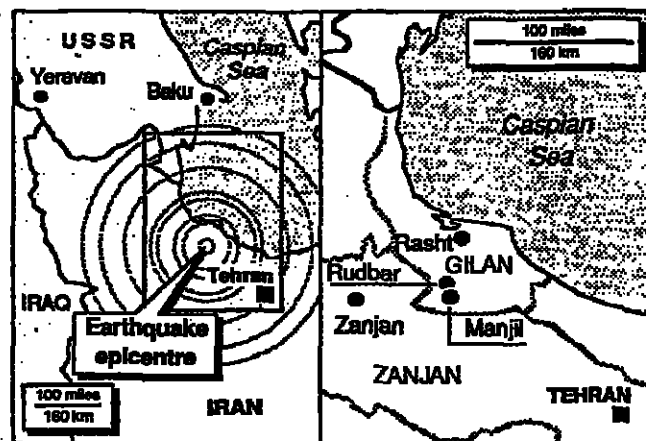 USSR
Caspian
Sea
Yeravan
Baku
Tehran
IRAQ
Earthquake
epicentre
100 miles
160 km
IRAN
100 miles
160 km
Caspian
Sea
Rasht
GILAN
Rudbar
Zanjan
Manjil
ZANJAN
TEHRAN